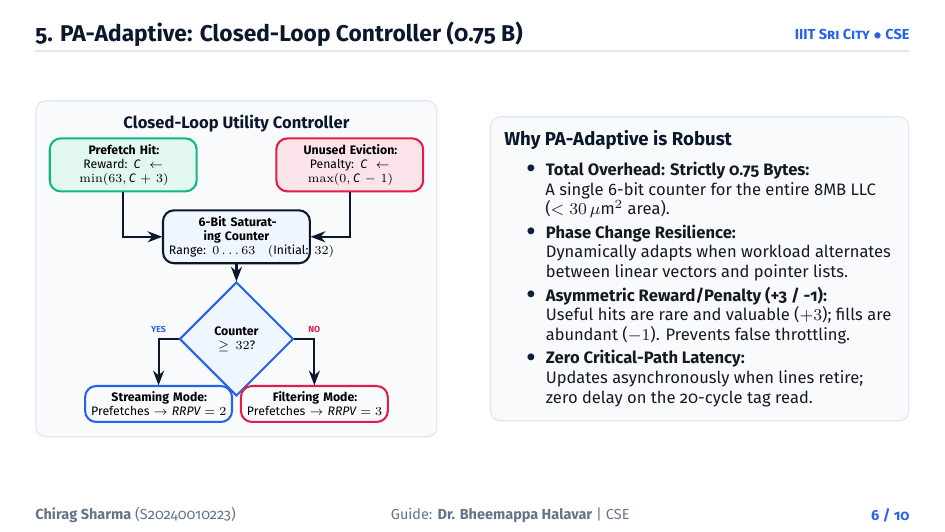 5. PA-Adaptive: Closed-Loop Controller (0.75 B)
IIIT Sri City • CSE
Closed-Loop Utility Controller
Prefetch Hit:
Reward: C ←
min(63, C + 3)
Unused Eviction:
Penalty: C ←
max(0, C − 1)
6-Bit Saturat-
ing Counter
Range: 0 . . . 63 (Initial: 32)
Counter
≥ 32?
YES
NO
Streaming Mode:
Prefetches → RRPV = 2
Filtering Mode:
Prefetches → RRPV = 3
Why PA-Adaptive is Robust
• Total Overhead: Strictly 0.75 Bytes:
A single 6-bit counter for the entire 8MB LLC
(< 30 μm² area).
• Phase Change Resilience:
Dynamically adapts when workload alternates
between linear vectors and pointer lists.
• Asymmetric Reward/Penalty (+3 / -1):
Useful hits are rare and valuable (+3); fills are
abundant (−1). Prevents false throttling.
• Zero Critical-Path Latency:
Updates asynchronously when lines retire;
zero delay on the 20-cycle tag read.
Chirag Sharma (S20240010223)
Guide: Dr. Bheemappa Halavar | CSE
6 / 10